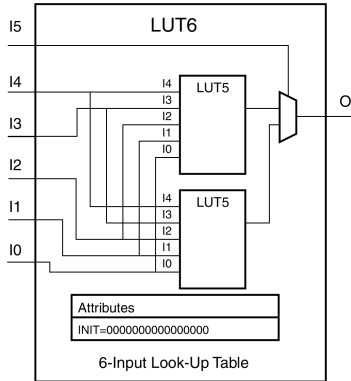 I5
LUT6
I4
I3
I2
I1
I0
I4
I3
I2
I1
I0
LUT5
O
I4
I3
I2
I1
I0
LUT5
Attributes
INIT=0000000000000000
6-Input Look-Up Table